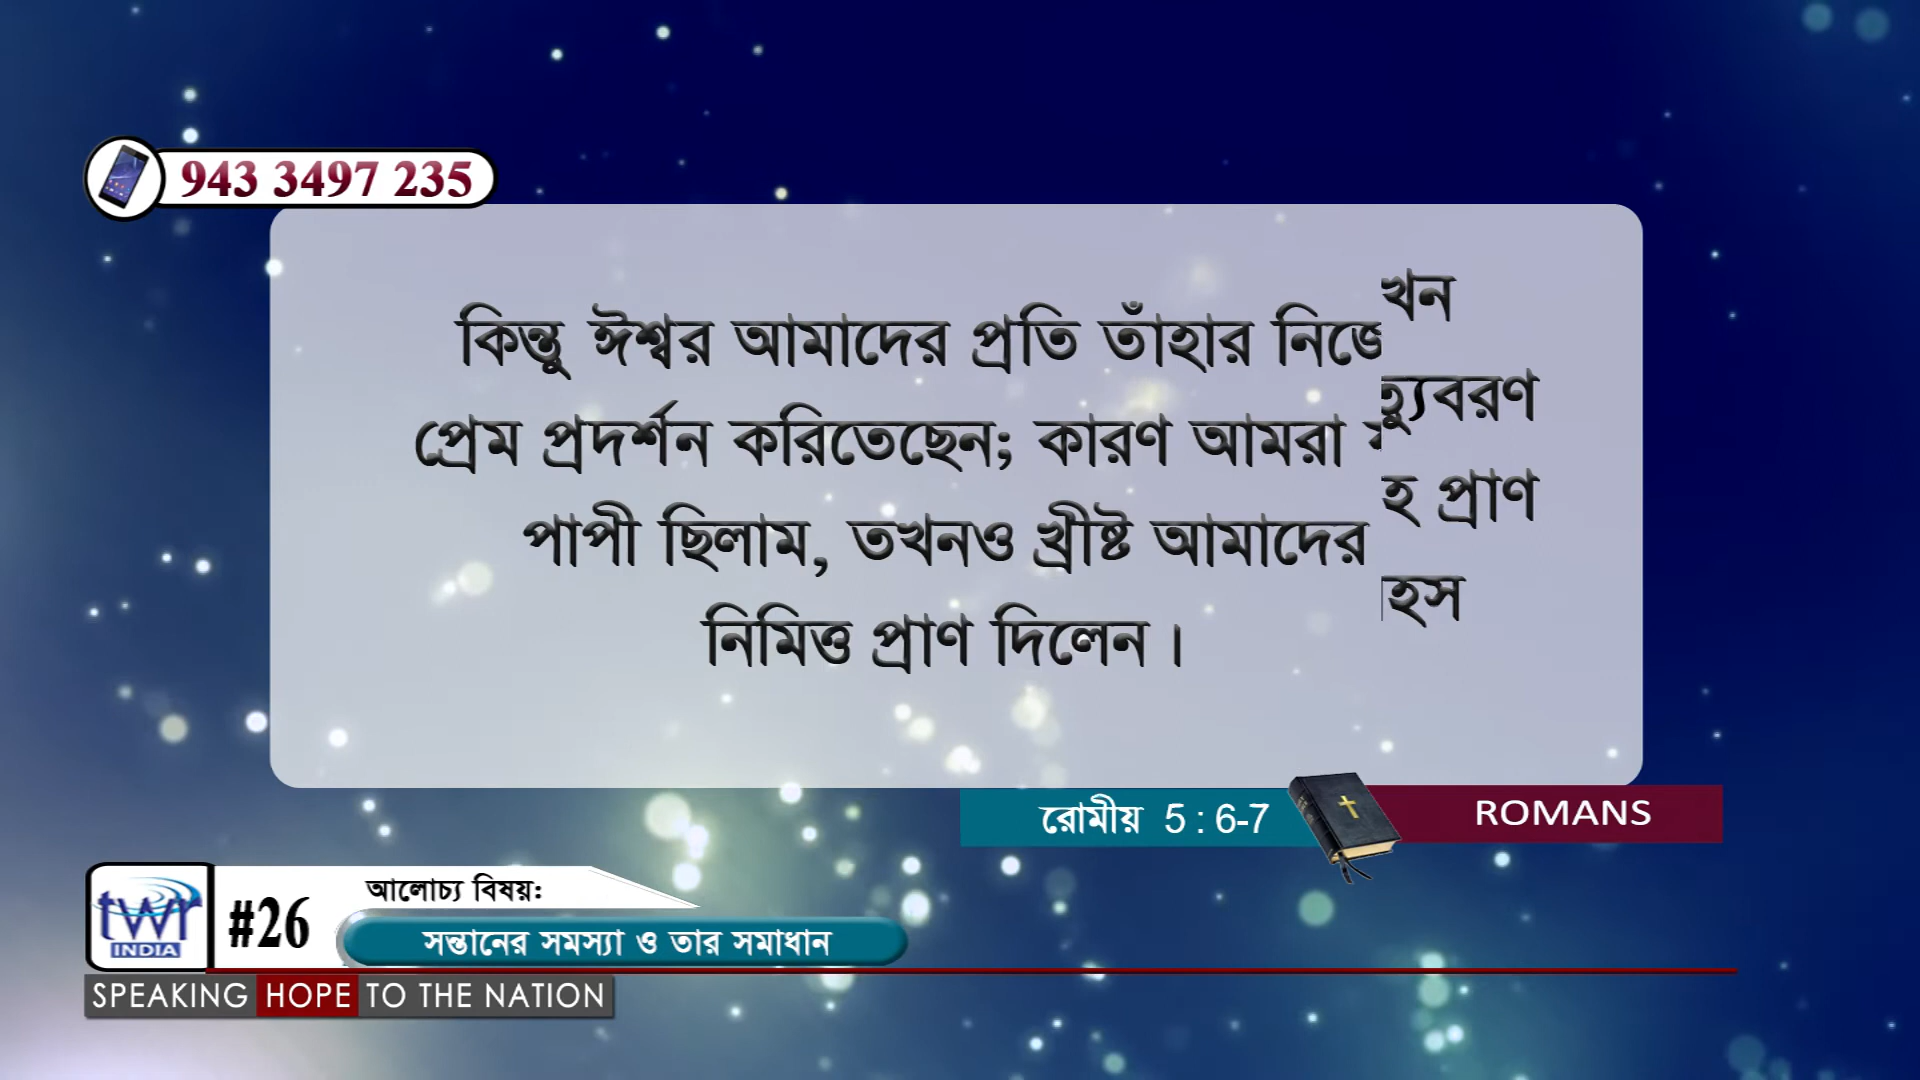 943 3497 235
কিন্তু ঈশ্বর আমাদের প্রতি তাঁহার
প্রেম প্রদর্শন করিতেছেন; কারণ আমরা
পাপী ছিলাম, তখনও খ্রীষ্ট আমাদের
নিমিত্ত প্রাণ দিলেন।
প্রাণ
রোমীয় 5 : 6-7
ROMANS
twr
INDIA
#26
আলোচ্য বিষয়:
সন্তানের সমস্যা ও তার সমাধান
SPEAKING HOPE TO THE NATION